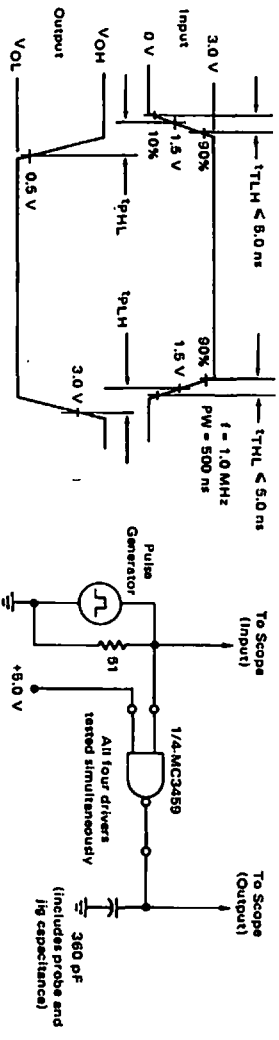 tTLH < 5.0 ns
tTHL < 5.0 ns
3.0 V
Input
0 V
90%
1.5 V
10%
90%
1.5 V
f = 1.0 MHz
PW = 500 ns
tPHL
tPLH
VOH
Output
VOL
0.5 V
3.0 V
To Scope
(Input)
To Scope
(Output)
Pulse
Generator
51
+5.0 V
1/4-MC3459
All four drivers
tested simultaneously
360 pF
(includes probe and
jig capacitance)